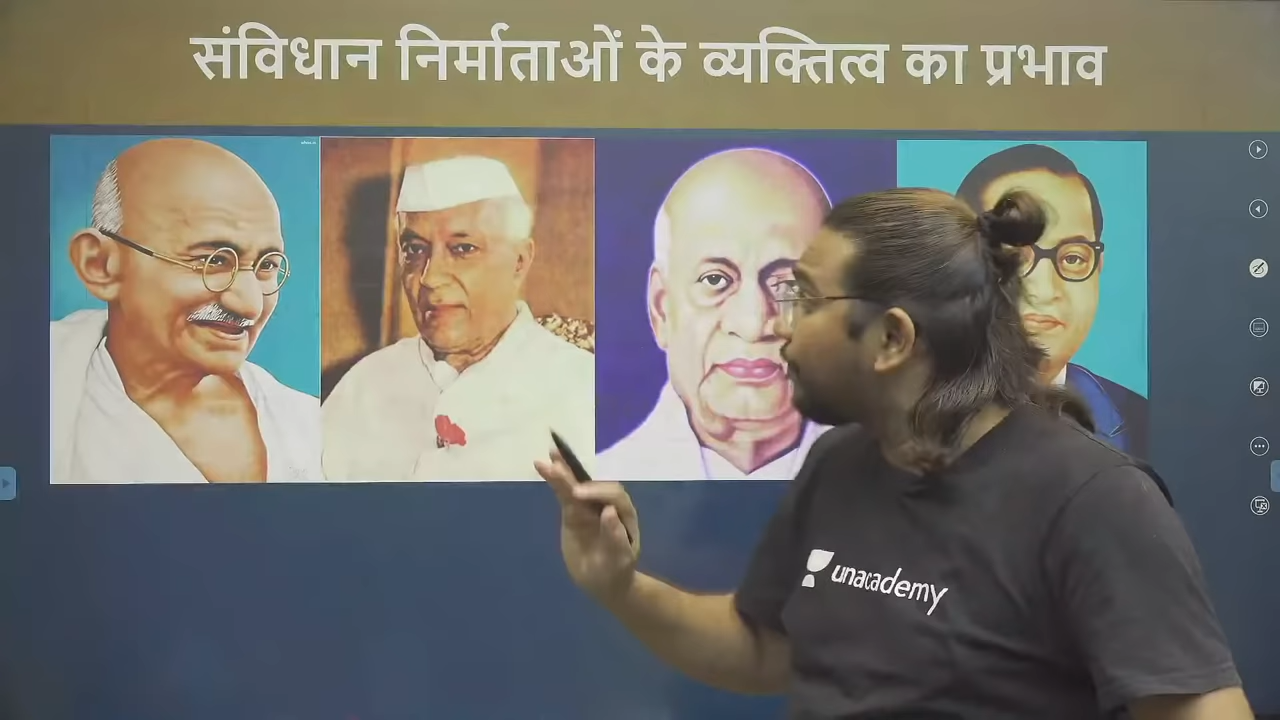 संविधान निर्माताओं के व्यक्तित्व का प्रभाव
unacademy